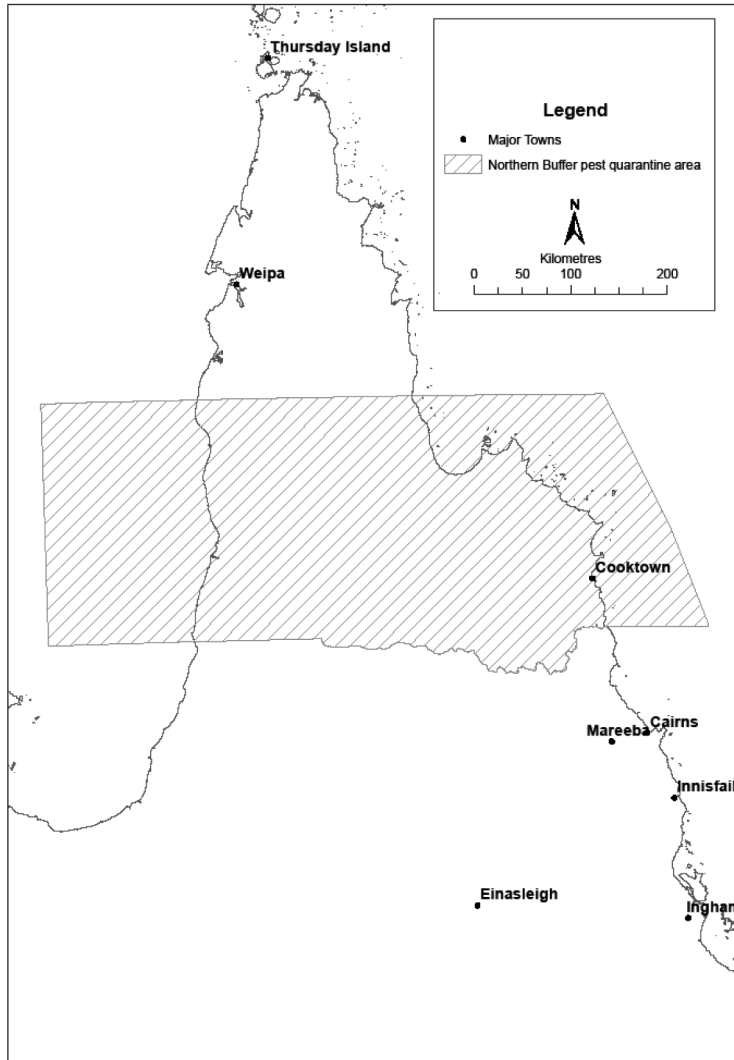 Thursday Island
Legend
Major Towns
Northern Buffer pest quarantine area
N
Kilometres
0 50 100 200
Weipa
Cooktown
Cairns
Mareeba
Innisfail
Einasleigh
Ingham